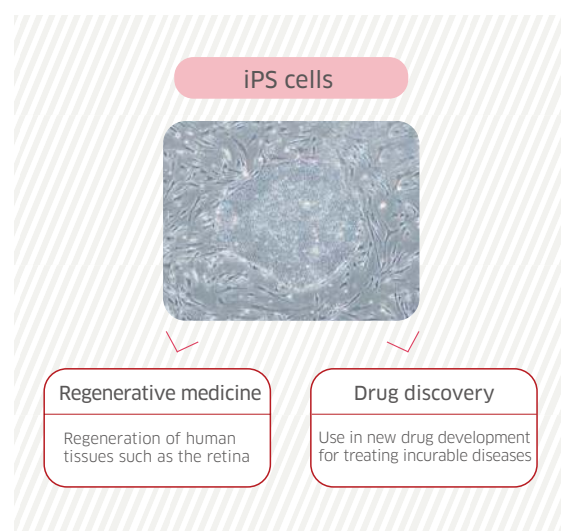 iPS cells
Regenerative medicine
Regeneration of human
tissues such as the retina
Drug discovery
Use in new drug development
for treating incurable diseases